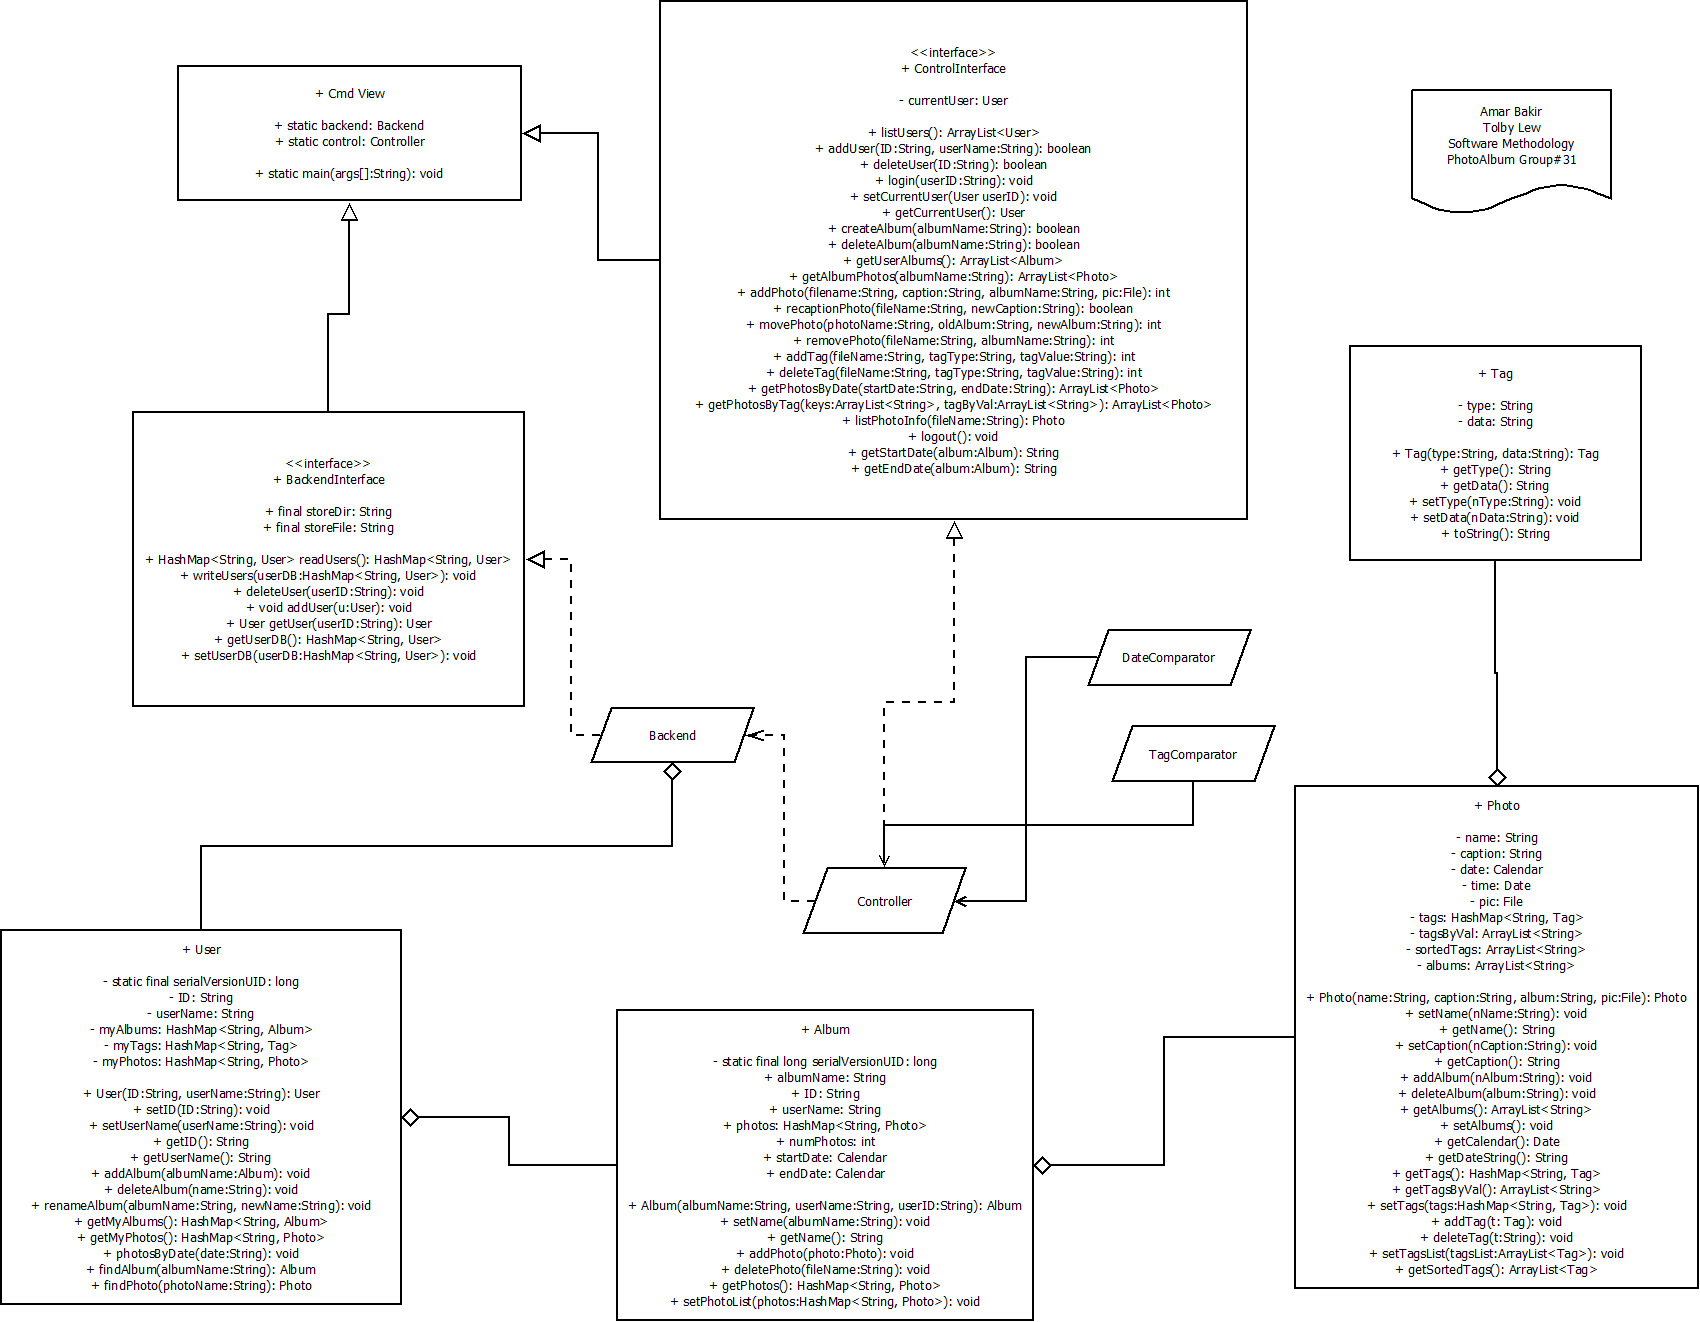 + Cmd View
+ static backend: Backend
+ static control: Controller
+ static main(args[]:String): void
<<interface>>
+ ControlInterface
- currentUser: User
+ listUsers(): ArrayList<User>
+ addUser(ID:String, userName:String): boolean
+ deleteUser(ID:String): boolean
+ login(userID:String): void
+ setCurrentUser(User userID): void
+ getCurrentUser(): User
+ createAlbum(albumName:String): boolean
+ deleteAlbum(albumName:String): boolean
+ getUserAlbums(): ArrayList<Album>
+ getAlbumPhotos(albumName:String): ArrayList<Photo>
+ addPhoto(filename:String, caption:String, albumName:String, pic:File): int
+ recaptionPhoto(fileName:String, newCaption:String): boolean
+ movePhoto(photoName:String, oldAlbum:String, newAlbum:String): int
+ removePhoto(fileName:String, albumName:String): int
+ addTag(fileName:String, tagType:String, tagValue:String): int
+ deleteTag(fileName:String, tagType:String, tagValue:String): int
+ getPhotosByDate(startDate:String, endDate:String): ArrayList<Photo>
+ getPhotosByTag(keys:ArrayList<String>, tagByVal:ArrayList<String>): ArrayList<Photo>
+ listPhotoInfo(fileName:String): Photo
+ logout(): void
+ getStartDate(album:Album): String
+ getEndDate(album:Album): String
Amar Bakir
Tolby Lew
Software Methodology
PhotoAlbum Group#31
+ Tag
- type: String
- data: String
+ Tag(type:String, data:String): Tag
+ getType(): String
+ getData(): String
+ setType(nType:String): void
+ setData(nData:String): void
+ toString(): String
<<interface>>
+ BackendInterface
+ final storeDir: String
+ final storeFile: String
+ HashMap<String, User> readUsers(): HashMap<String, User>
+ writeUsers(userDB:HashMap<String, User>): void
+ deleteUser(userID:String): void
+ void addUser(u:User): void
+ User getUser(userID:String): User
+ getUserDB(): HashMap<String, User>
+ setUserDB(userDB:HashMap<String, User>): void
DateComparator
Backend
TagComparator
Controller
+ Photo
- name: String
- caption: String
- date: Calendar
- time: Date
- pic: File
- tags: HashMap<String, Tag>
- tagsByVal: ArrayList<String>
- sortedTags: ArrayList<String>
- albums: ArrayList<String>
+ Photo(name:String, caption:String, album:String, pic:File): Photo
+ setName(nName:String): void
+ getName(): String
+ setCaption(nCaption:String): void
+ getCaption(): String
+ addAlbum(nAlbum:String): void
+ deleteAlbum(album:String): void
+ getAlbums(): ArrayList<String>
+ setAlbums(): void
+ getCalendar(): Date
+ getDateString(): String
+ getTags(): HashMap<String, Tag>
+ getTagsByVal(): ArrayList<String>
+ setTags(tags:HashMap<String, Tag>): void
+ addTag(t: Tag): void
+ deleteTag(t:String): void
+ setTagsList(tagsList:ArrayList<Tag>): void
+ getSortedTags(): ArrayList<Tag>
+ User
- static final serialVersionUID: long
- ID: String
- userName: String
- myAlbums: HashMap<String, Album>
- myTags: HashMap<String, Tag>
- myPhotos: HashMap<String, Photo>
+ User(ID:String, userName:String): User
+ setID(ID:String): void
+ setUserName(userName:String): void
+ getID(): String
+ getUserName(): String
+ addAlbum(albumName:Album): void
+ deleteAlbum(name:String): void
+ renameAlbum(albumName:String, newName:String): void
+ getMyAlbums(): HashMap<String, Album>
+ getMyPhotos(): HashMap<String, Photo>
+ photosByDate(date:String): void
+ findAlbum(albumName:String): Album
+ findPhoto(photoName:String): Photo
+ Album
- static final long serialVersionUID: long
+ albumName: String
+ ID: String
+ userName: String
+ photos: HashMap<String, Photo>
+ numPhotos: int
+ startDate: Calendar
+ endDate: Calendar
+ Album(albumName:String, userName:String, userID:String): Album
+ setName(albumName:String): void
+ getName(): String
+ addPhoto(photo:Photo): void
+ deletePhoto(fileName:String): void
+ getPhotos(): HashMap<String, Photo>
+ setPhotoList(photos:HashMap<String, Photo>): void